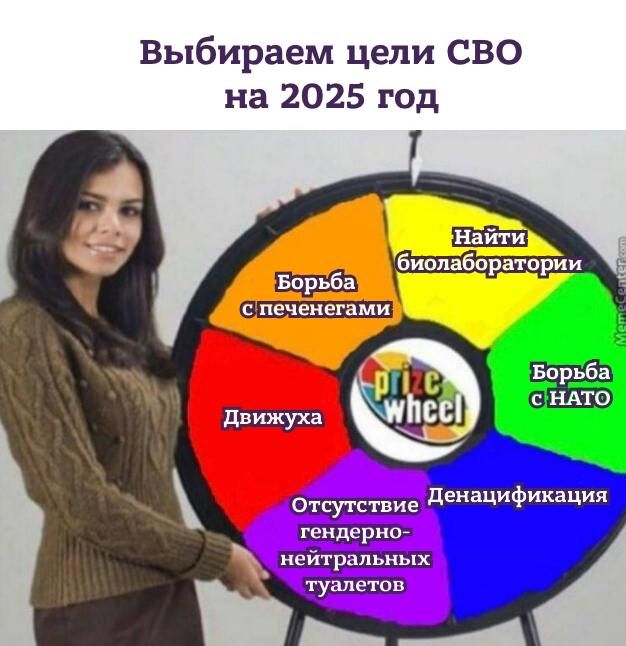 Выбираем цели СВО
на 2025 год
Найти
биолаборатории
Борьба
с печенегами
Борьба
с НАТО
prize
wheel
Движуха
Денацификация
Отсутствие
гендерно-
нейтральных
туалетов
MemeCenter.com